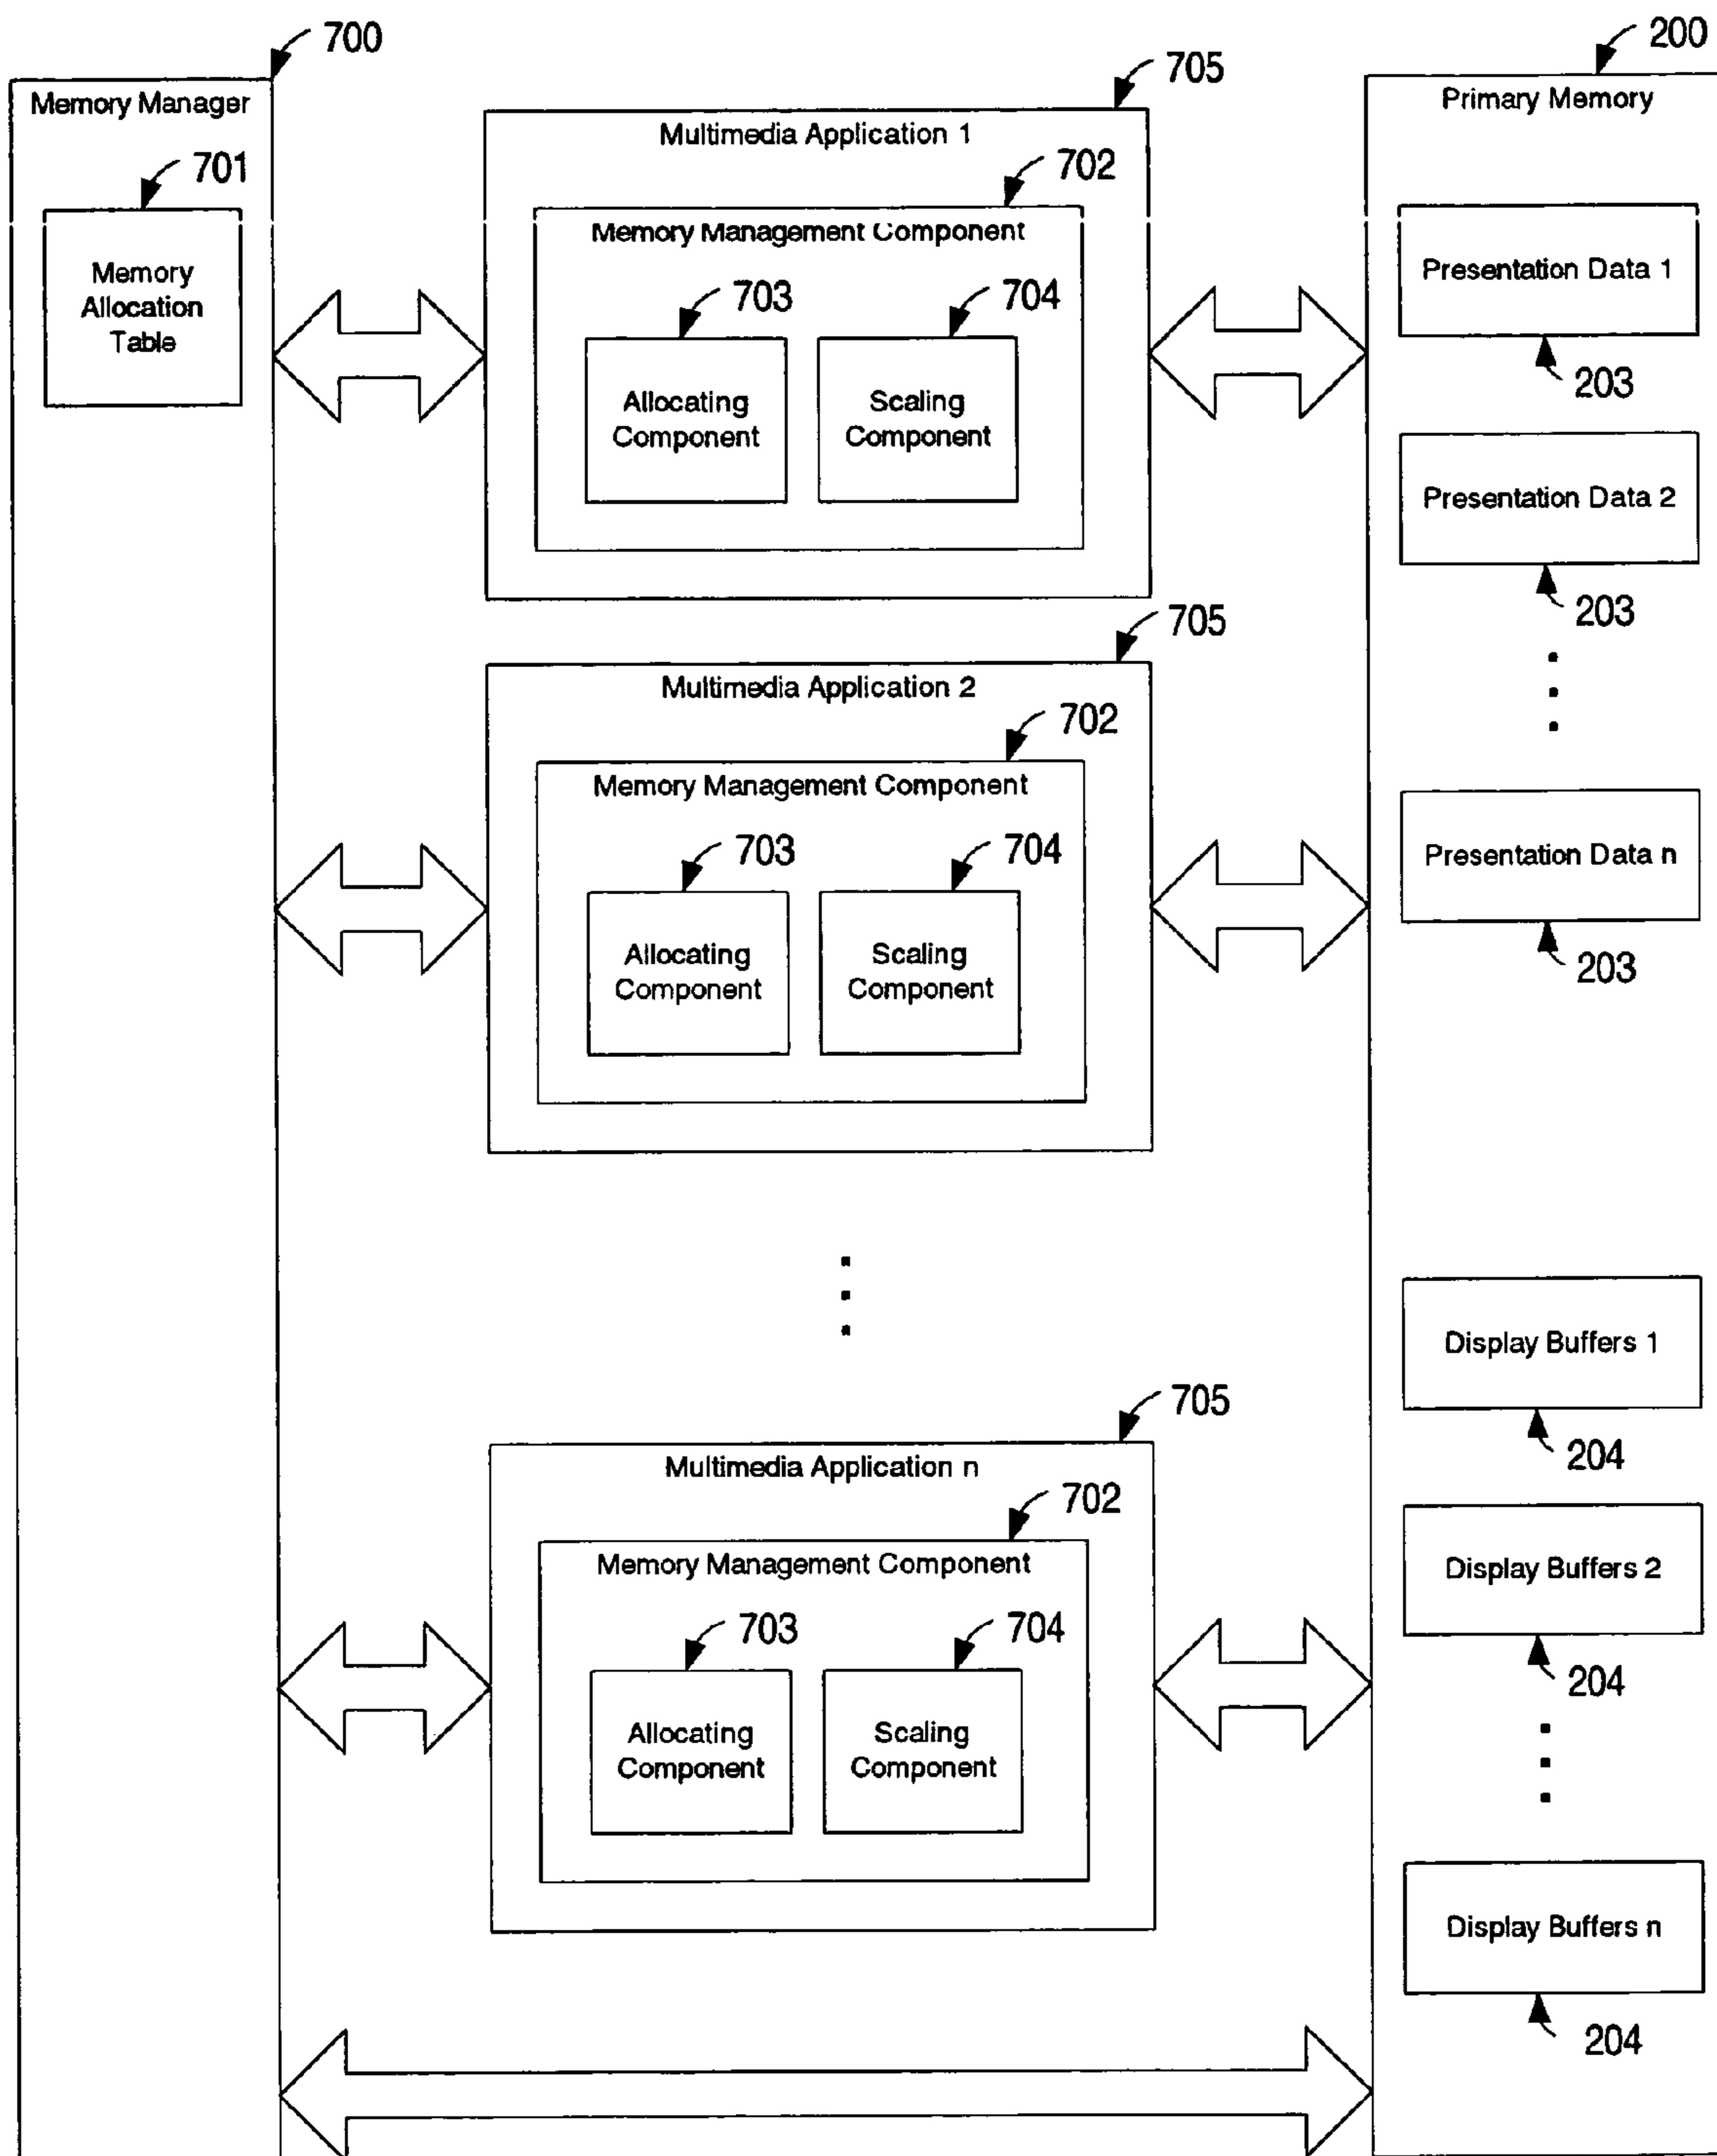 700
Memory Manager
701
Memory
Allocation
Table
705
Multimedia Application 1
702
Memory Management Component
703
Allocating
Component
704
Scaling
Component
705
Multimedia Application 2
702
Memory Management Component
703
Allocating
Component
704
Scaling
Component
705
Multimedia Application n
702
Memory Management Component
703
Allocating
Component
704
Scaling
Component
200
Primary Memory
Presentation Data 1
203
Presentation Data 2
203
Presentation Data n
203
Display Buffers 1
204
Display Buffers 2
204
Display Buffers n
204